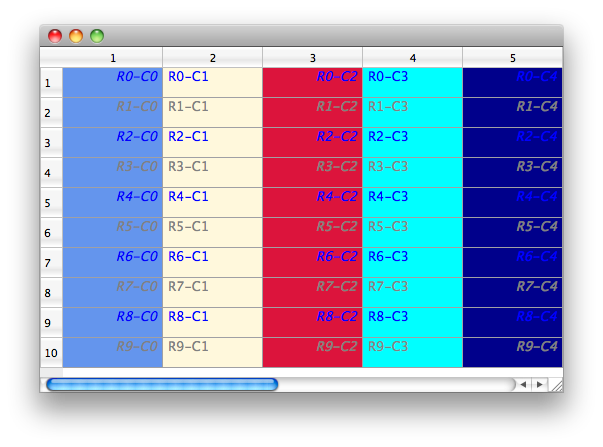 1 2 3 4 5
1 R0-C0 R0-C1 R0-C2 R0-C3 R0-C4
2 R1-C0 R1-C1 R1-C2 R1-C3 R1-C4
3 R2-C0 R2-C1 R2-C2 R2-C3 R2-C4
4 R3-C0 R3-C1 R3-C2 R3-C3 R3-C4
5 R4-C0 R4-C1 R4-C2 R4-C3 R4-C4
6 R5-C0 R5-C1 R5-C2 R5-C3 R5-C4
7 R6-C0 R6-C1 R6-C2 R6-C3 R6-C4
8 R7-C0 R7-C1 R7-C2 R7-C3 R7-C4
9 R8-C0 R8-C1 R8-C2 R8-C3 R8-C4
10 R9-C0 R9-C1 R9-C2 R9-C3 R9-C4